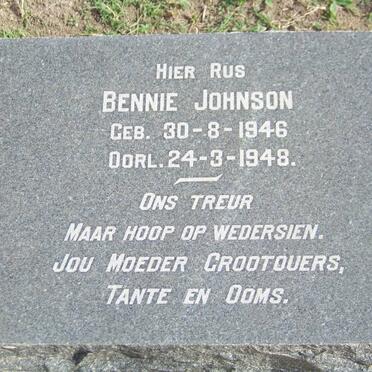 HIER RUS
BENNIE JOHNSON
GEB. 30-8-1946
OORL. 24-3-1948.
ONS TREUR
MAAR HOOP OP WEDERSIEN.
JOU MOEDER GROOTOUERS,
TANTE EN OOMS.